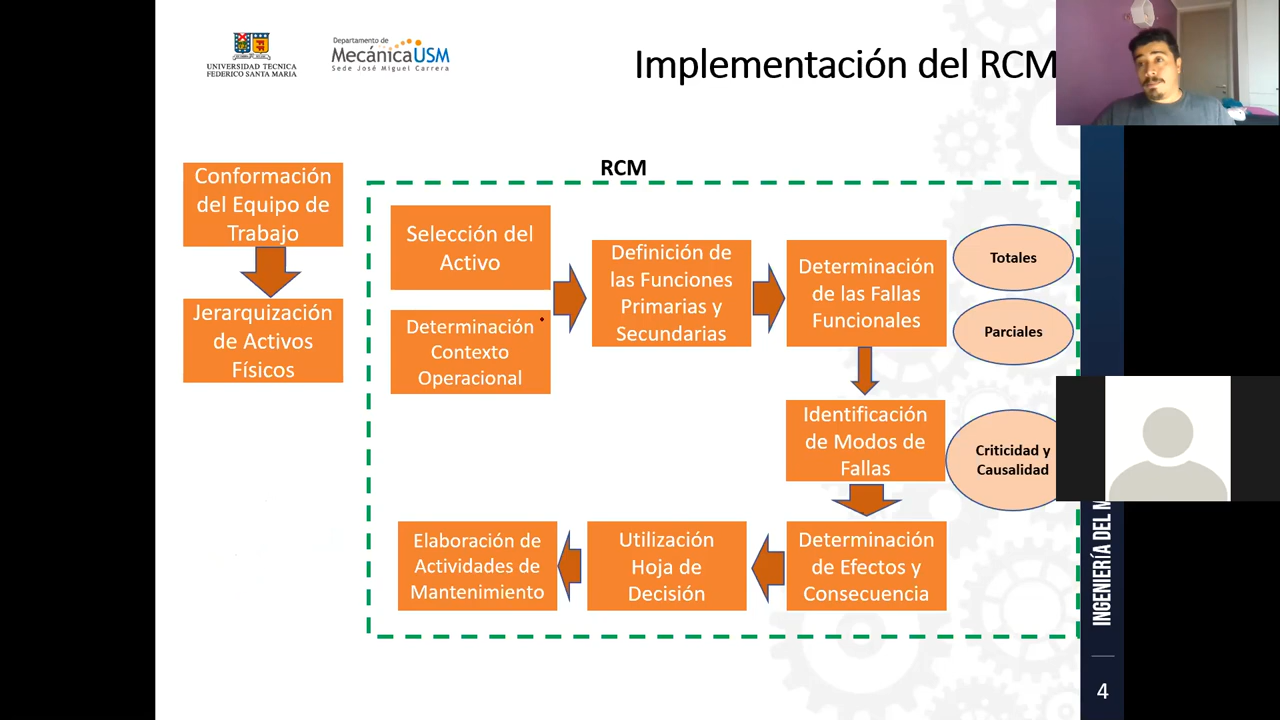 UNIVERSIDAD TECNICA
FEDERICO SANTA MARIA
Departamento de
MecánicaUSM
Sede José Miguel Carrera
Implementación del RCM
RCM
Conformación
del Equipo de
Trabajo
Jerarquización
de Activos
Físicos
Selección del
Activo
Determinación
Contexto
Operacional
Definición de
las Funciones
Primarias y
Secundarias
Determinación
de las Fallas
Funcionales
Totales
Parciales
Identificación
de Modos de
Fallas
Criticidad y
Causalidad
Determinación
de Efectos y
Consecuencia
Utilización
Hoja de
Decisión
Elaboración de
Actividades de
Mantenimiento
INGENIERÍA DEL
4